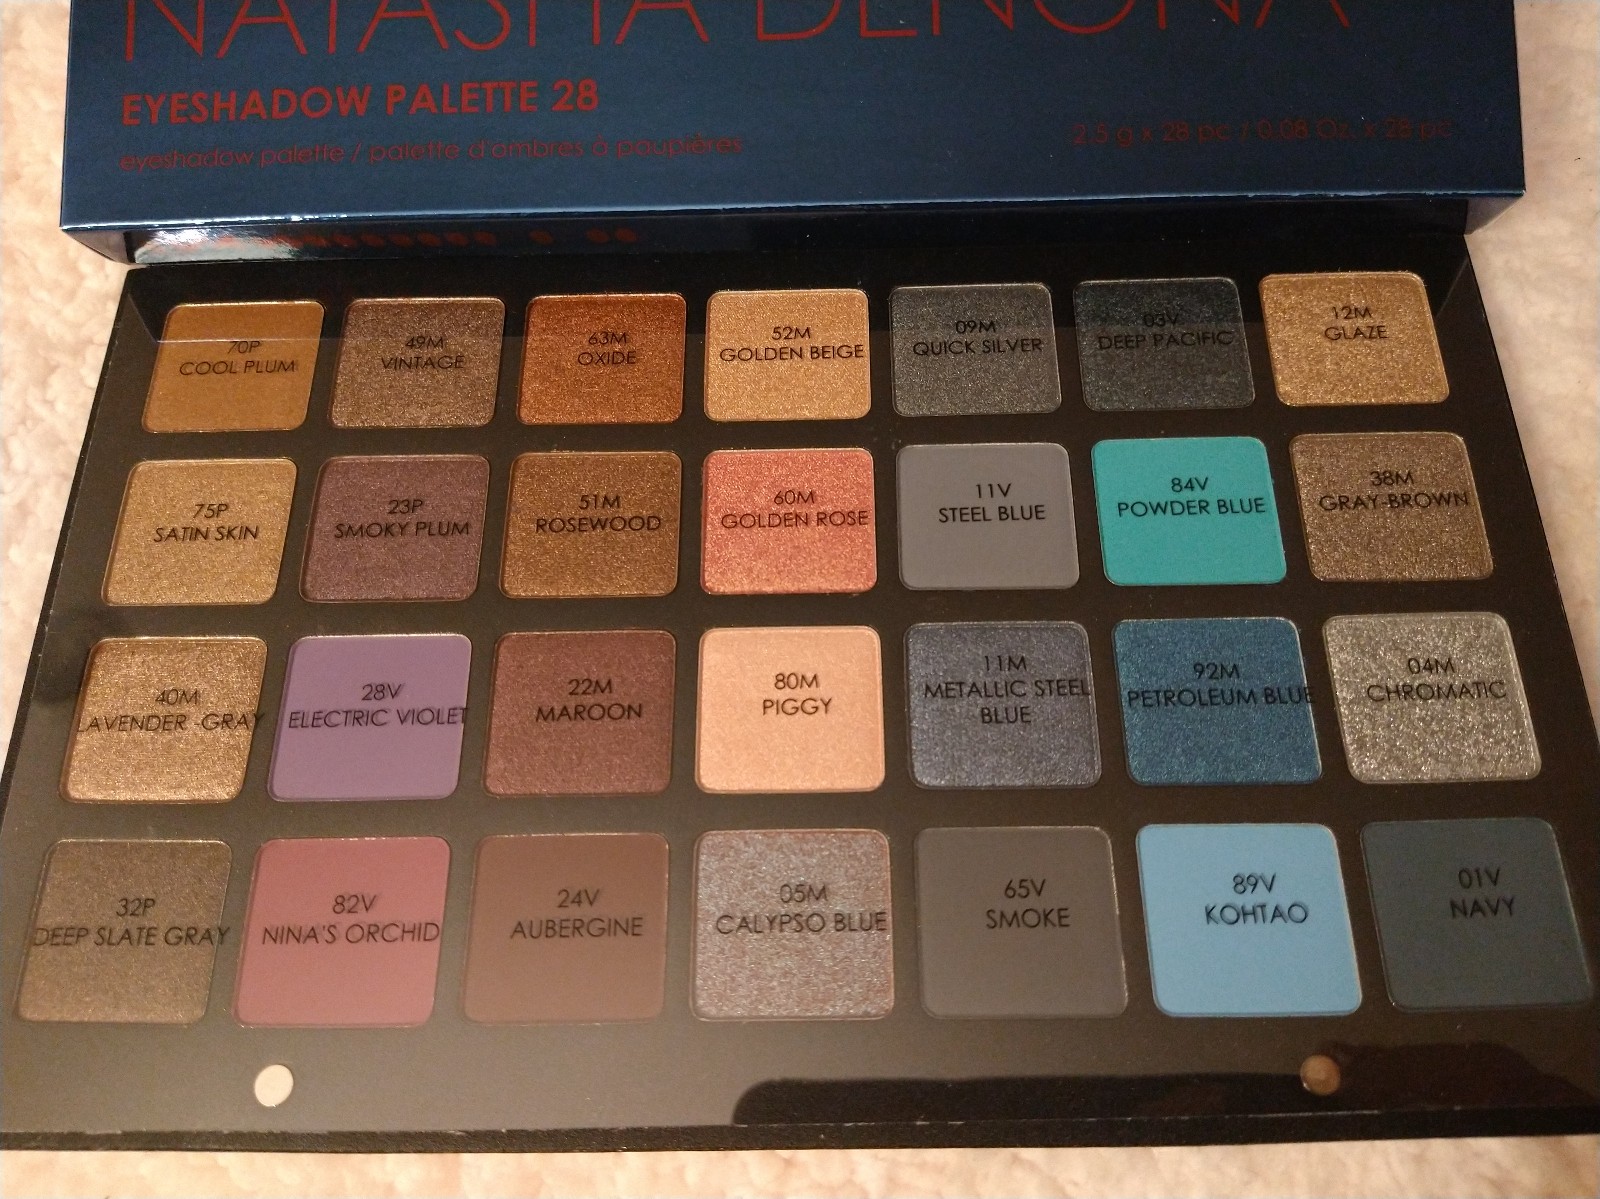 NATASHA DENONA
EYESHADOW PALETTE 28
eyeshadow palette / palette d'ombres à paupières
2.5 g x 28 pc / 0.08 Oz. x 28 pc
70P
COOL PLUM
49M
VINTAGE
63M
OXIDE
52M
GOLDEN BEIGE
09M
QUICK SILVER
03V
DEEP PACIFIC
12M
GLAZE
75P
SATIN SKIN
23P
SMOKY PLUM
51M
ROSEWOOD
60M
GOLDEN ROSE
11V
STEEL BLUE
84V
POWDER BLUE
38M
GRAY-BROWN
40M
LAVENDER -GRAY
28V
ELECTRIC VIOLET
22M
MAROON
80M
PIGGY
11M
METALLIC STEEL
BLUE
92M
PETROLEUM BLUE
04M
CHROMATIC
32P
DEEP SLATE GRAY
82V
NINA'S ORCHID
24V
AUBERGINE
05M
CALYPSO BLUE
65V
SMOKE
89V
KOHTAO
01V
NAVY